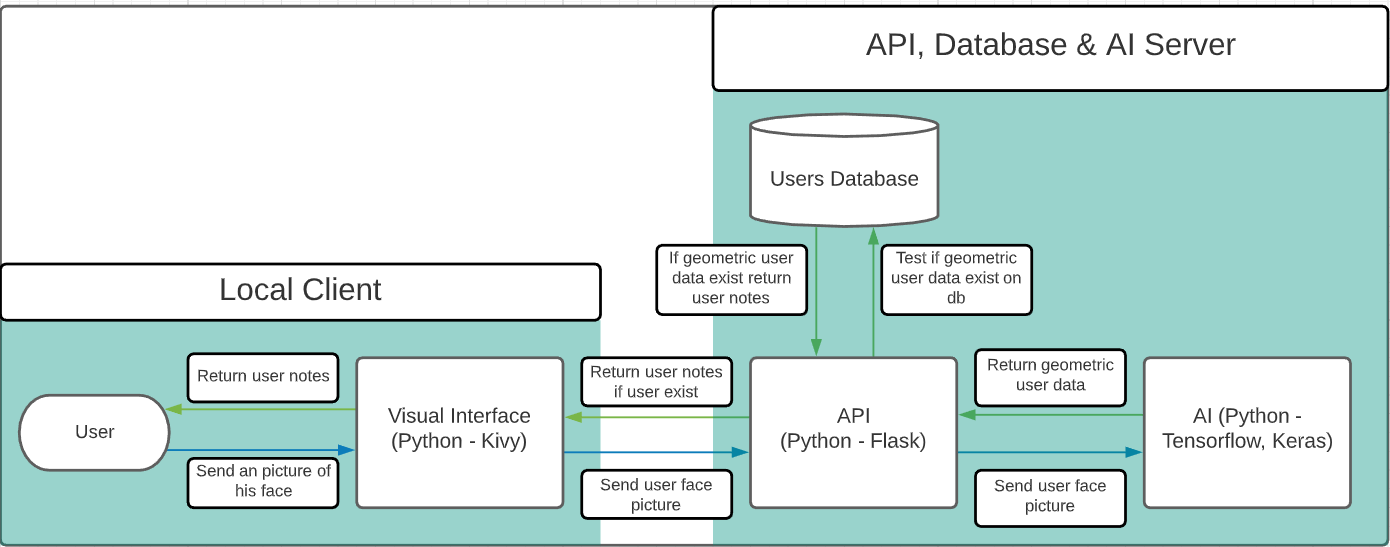 API, Database & AI Server
Users Database
If geometric user
data exist return
user notes
Test if geometric
user data exist on
db
Local Client
Return user notes
Return user notes
if user exist
Return geometric
user data
User
Visual Interface
(Python - Kivy)
API
(Python - Flask)
AI (Python -
Tensorflow, Keras)
Send an picture of
his face
Send user face
picture
Send user face
picture